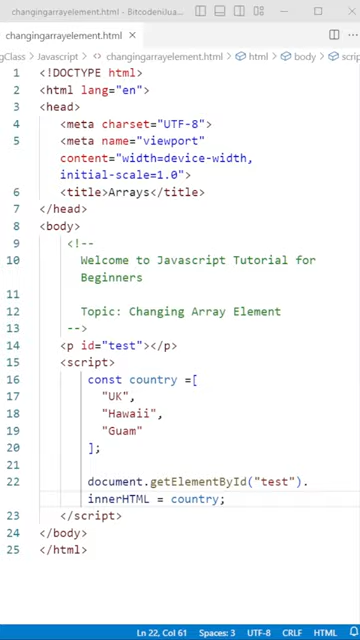 changingarrayelement.html - BitcodeniJua
changingarrayelement.html
gClass > Javascript > changingarrayelement.html > html > body > scrip
1 <!DOCTYPE html>
2 <html lang="en">
3 <head>
4 <meta charset="UTF-8">
5 <meta name="viewport"
content="width=device-width,
initial-scale=1.0">
6 <title>Arrays</title>
7 </head>
8 <body>
9 <!--
10 Welcome to Javascript Tutorial for
Beginners
11
12 Topic: Changing Array Element
13 -->
14 <p id="test"></p>
15 <script>
16 const country =[
17 "UK",
18 "Hawaii",
19 "Guam"
20 ];
21
22 document.getElementById("test").
innerHTML = country;
23 </script>
24 </body>
25 </html>
Ln 22, Col 61 Spaces: 3 UTF-8 CRLF HTML